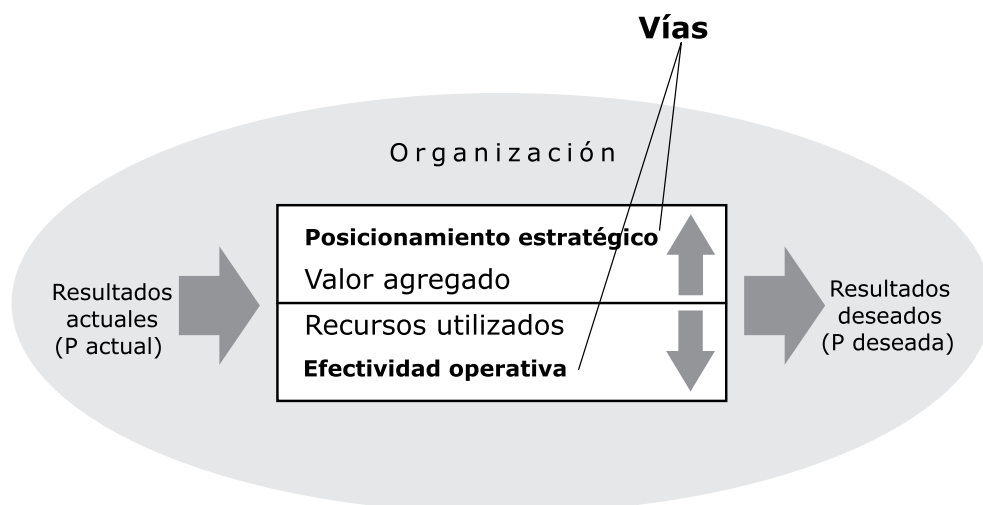 Vías
Organización
Posicionamiento estratégico
Valor agregado
Resultados
actuales
(P actual)
Recursos utilizados
Efectividad operativa
Resultados
deseados
(P deseada)